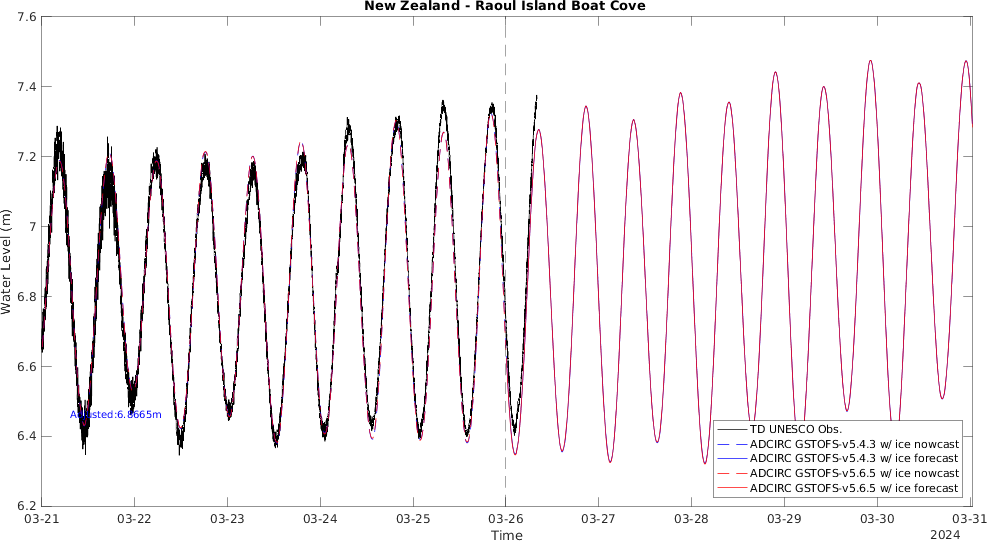 New Zealand - Raoul Island Boat Cove
7.6
7.4
7.2
7
6.8
6.6
6.4
6.2
Water Level (m)
Adjusted:6.8665m
TD UNESCO Obs.
ADCIRC GSTOFS-v5.4.3 w/ ice nowcast
ADCIRC GSTOFS-v5.4.3 w/ ice forecast
ADCIRC GSTOFS-v5.6.5 w/ ice nowcast
ADCIRC GSTOFS-v5.6.5 w/ ice forecast
03-21 03-22 03-23 03-24 03-25 03-26 03-27 03-28 03-29 03-30 03-31
Time
2024